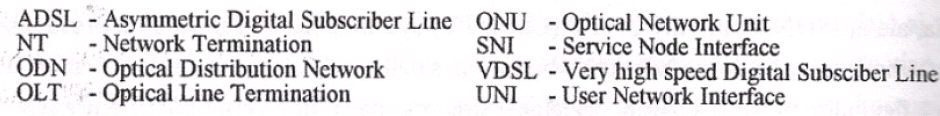 ADSL - Asymmetric Digital Subscriber Line ONU - Optical Network Unit
NT - Network Termination SNI - Service Node Interface
ODN - Optical Distribution Network VDSL - Very high speed Digital Subsciber Line
OLT - Optical Line Termination UNI - User Network Interface